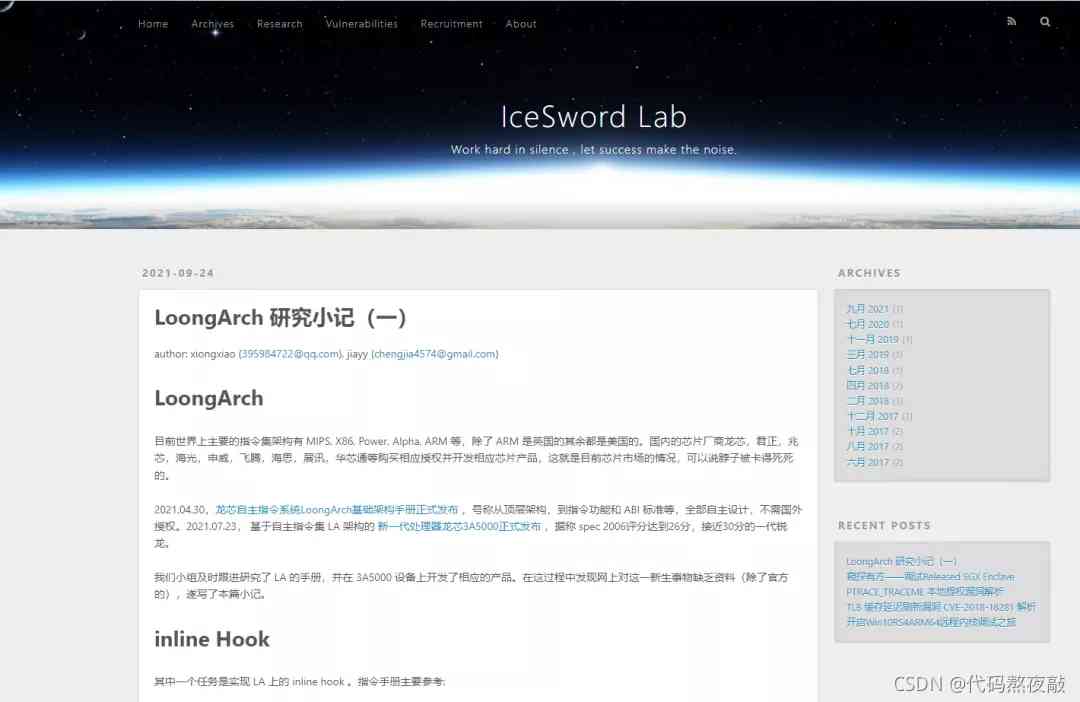 Home Archives Research Vulnerabilities Recruitment About
IceSword Lab
Work hard in silence , let success make the noise.
2021-09-24
LoongArch 研究小记（一）
author: xiongxiao (395984722@qq.com), jiayy (chengjia4574@gmail.com)
LoongArch
目前世界上主要的指令集架构有 MIPS, X86, Power, Alpha, ARM 等，除了 ARM 是英国的其余都是美国的。国内的芯片厂商龙芯，君正，兆
芯，海光，申威，飞腾，海思，展讯，华芯通等购买相应授权并开发相应芯片产品，这就是目前芯片市场的情况，可以说脖子被卡得死死
的。
2021.04.30，龙芯自主指令系统LoongArch基础架构手册正式发布 ，号称从顶层架构，到指令功能和 ABI 标准等，全部自主设计，不需国外
授权。2021.07.23， 基于自主指令集 LA 架构的 新一代处理器龙芯3A5000正式发布 ，据称 spec 2006评分达到26分，接近30分的一代锐
龙。
我们小组及时跟进研究了 LA 的手册，并在 3A5000 设备上开发了相应的产品。在这过程中发现网上对这一新生事物缺乏资料（除了官方
的），遂写了本篇小记。
inline Hook
其中一个任务是实现 LA 上的 inline hook 。指令手册主要参考:
ARCHIVES
九月 2021 (1)
七月 2020 (1)
十一月 2019 (1)
三月 2019
七月 2018
四月 2018
二月 2018
十二月 2017 (1)
十月 2017 (2)
八月 2017 (2)
六月 2017 (2)
RECENT POSTS
LoongArch 研究小记（一）
窥探有方——调试Released SGX Enclave
PTRACE_TRACEME 本地提权漏洞解析
TLB 缓存延迟刷新漏洞 CVE-2018-18281 解析
开启Win10RS4ARM64远程内核调试之旅
CSDN @代码熬夜敲